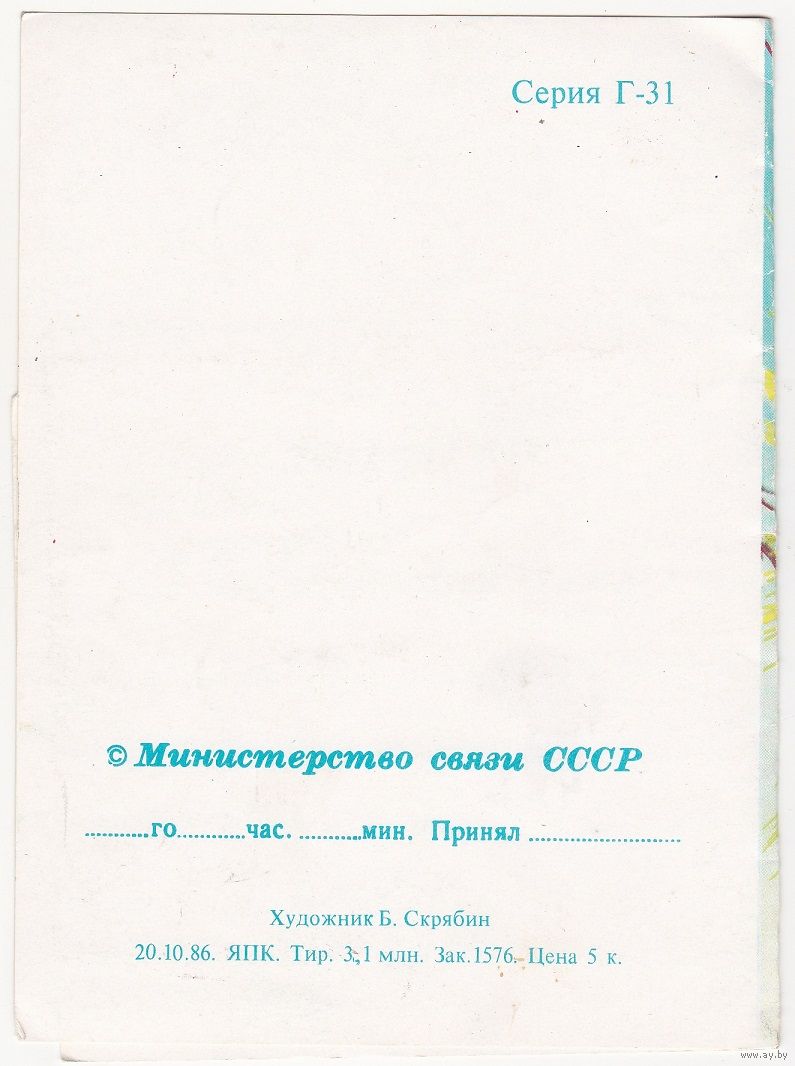 Серия Г-31
© Министерство связи СССР
............го............час. ............мин. Принял ..........................
Художник Б. Скрябин
20.10.86. ЯПК. Тир. 3,1 млн. Зак.1576. Цена 5 к.
www.ay.by